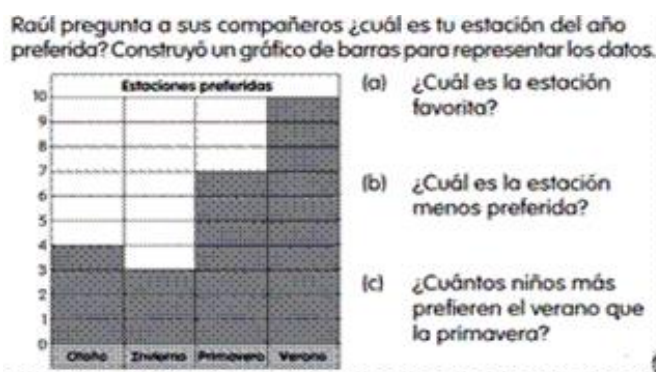 Raúl pregunta a sus compañeros ¿cuál es tu estación del año
preferida? Construyó un gráfico de barras para representar los datos.
Estaciones preferidas
10
9
8
7
6
5
4
3
2
1
0
Otoño Invierno Primavera Verano
(a) ¿Cuál es la estación
favorita?
(b) ¿Cuál es la estación
menos preferida?
(c) ¿Cuántos niños más
prefieren el verano que
la primavera?